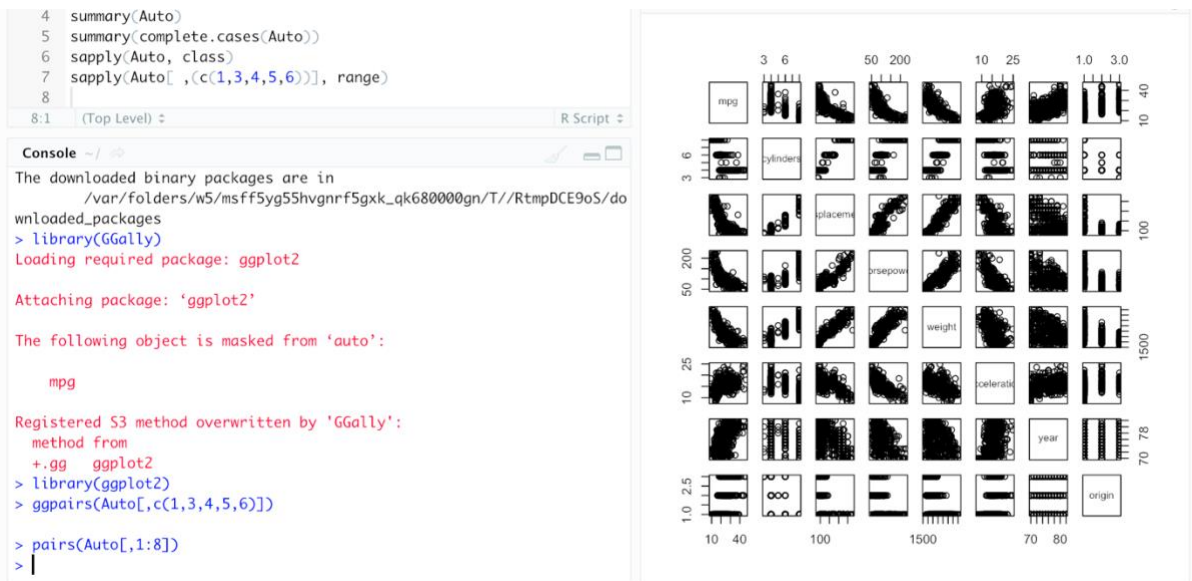 4 summary(Auto)
5 summary(complete.cases(Auto))
6 sapply(Auto, class)
7 sapply(Auto[ ,(c(1,3,4,5,6))], range)
8
8:1 (Top Level) R Script
Console ~/
The downloaded binary packages are in
/var/folders/w5/msff5yg55hvgnrf5gxk_qk680000gn/T//RtmpDCE9oS/do
wnloaded_packages
> library(GGally)
Loading required package: ggplot2
Attaching package: ‘ggplot2’
The following object is masked from ‘auto’:
mpg
Registered S3 method overwritten by 'GGally':
method from
+.gg ggplot2
> library(ggplot2)
> ggpairs(Auto[,c(1,3,4,5,6)])
> pairs(Auto[,1:8])
>
3 6 50 200 10 25 1.0 3.0
mpg 10 40
3 6 cylinders
splaceme 100
50 200 orsepow
weight 1500
10 25 cceleratio
year 70 78
1.0 2.5 origin
10 40 100 1500 70 80